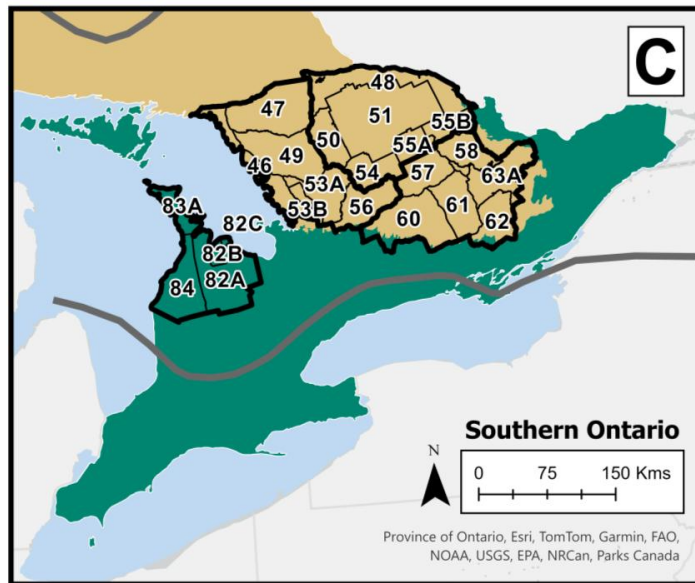 C
48
47
51
50
55B
55A
58
49
46
54
57
63A
53A
53B
56
60
61
62
83A
82C
82B
82A
84
Southern Ontario
N
0 75 150 Kms
Province of Ontario, Esri, TomTom, Garmin, FAO,
NOAA, USGS, EPA, NRCan, Parks Canada